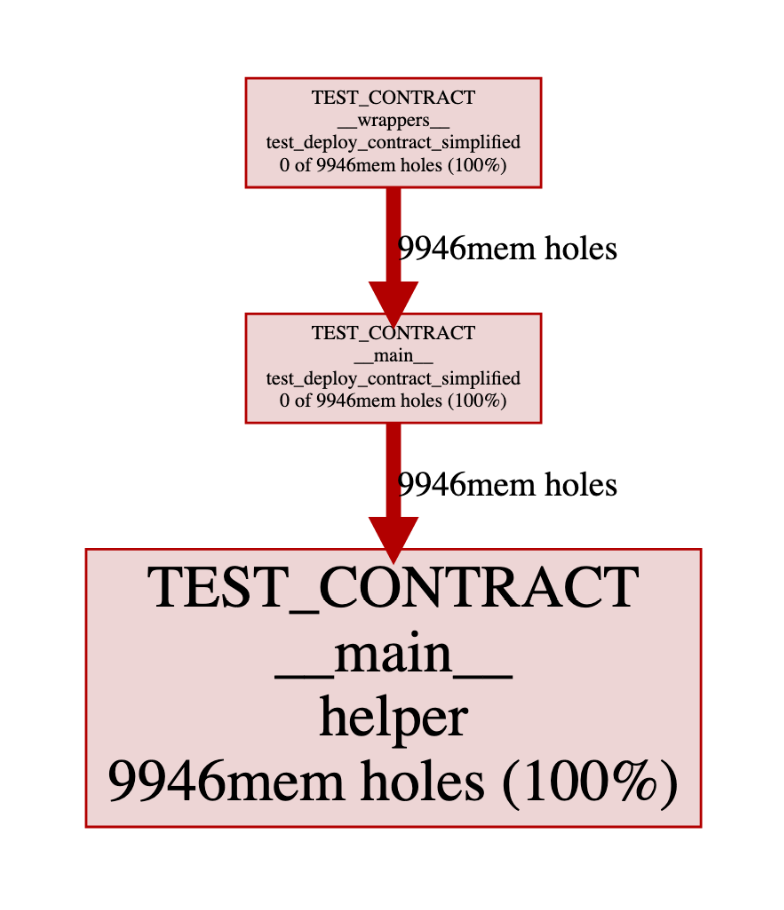 TEST_CONTRACT
__wrappers__
test_deploy_contract_simplified
0 of 9946mem holes (100%)
9946mem holes
TEST_CONTRACT
__main__
test_deploy_contract_simplified
0 of 9946mem holes (100%)
9946mem holes
TEST_CONTRACT
__main__
helper
9946mem holes (100%)